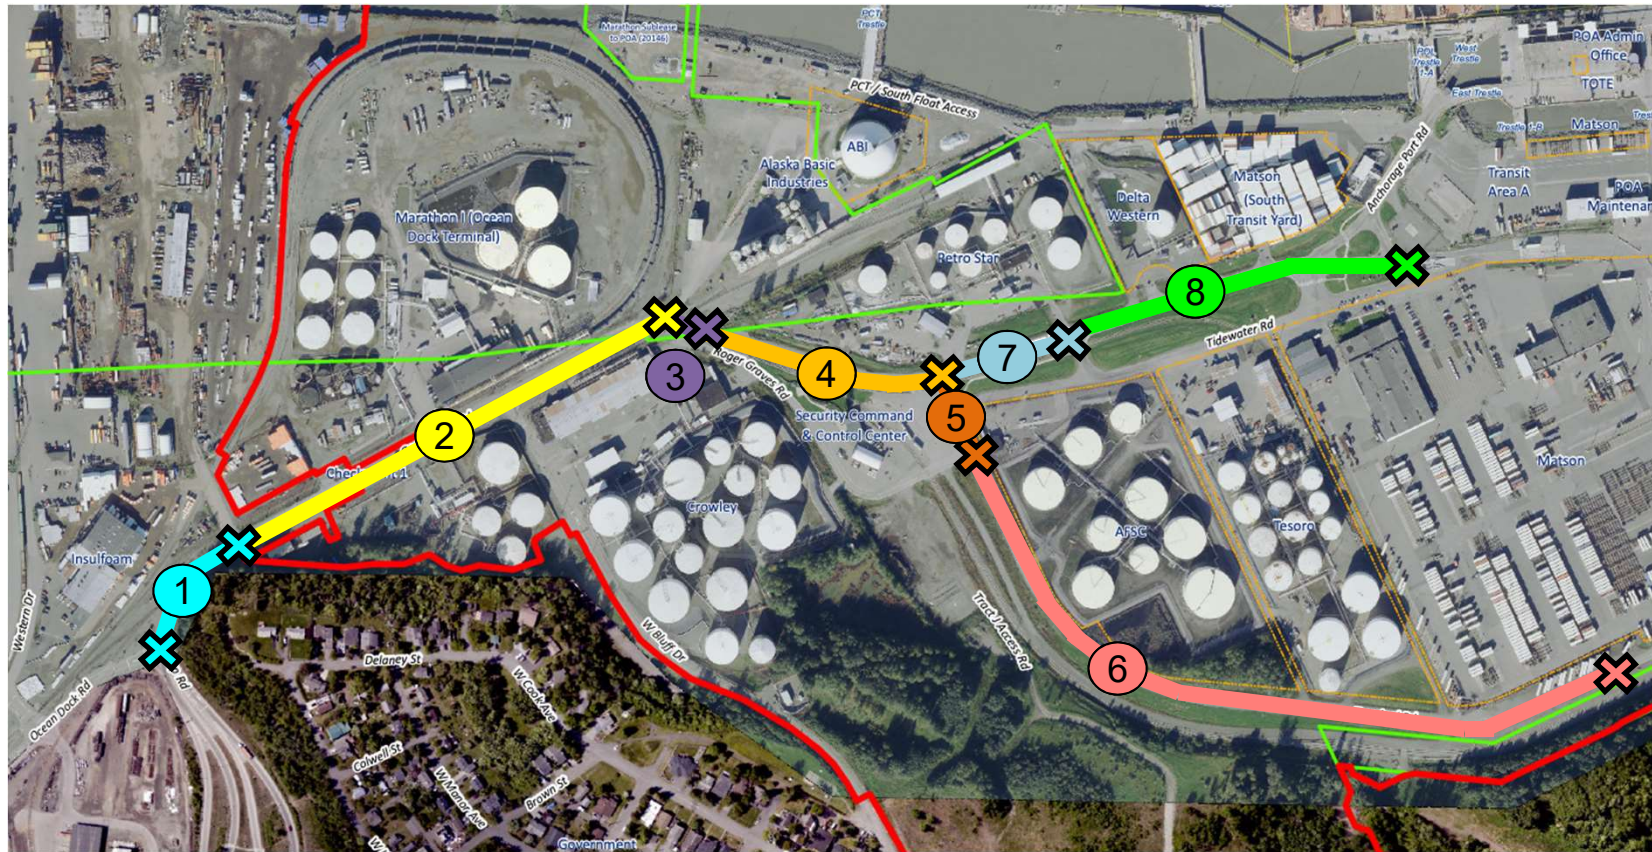 Marathon Sublease
to POA (20146)
PCT
Trestle
POL
Trestle
1-A
West
Trestle
POA Admin
Office
TOTE
East Trestle
PCT / South Float Access
ABI
Alaska Basic
Industries
Trestle 1-B
Matson
Anchorage Port Rd
Transit
Area A
POA
Matson
(South
Transit Yard)
Delta
Western
Marathon I (Ocean
Dock Terminal)
Petro Star
8
Tidewater Rd
7
3
Roger Graves Rd
4
5
Security Command
& Control Center
2
Matson
Crowley
AFSC
Tesoro
Insulfoam
1
Western Dr
Tract J Access Rd
W Bluff Dr
6
Delaney St
Rd
W Cook Ave
Ocean Dock Rd
Colwell St
W Manor Ave
Brown St
Government